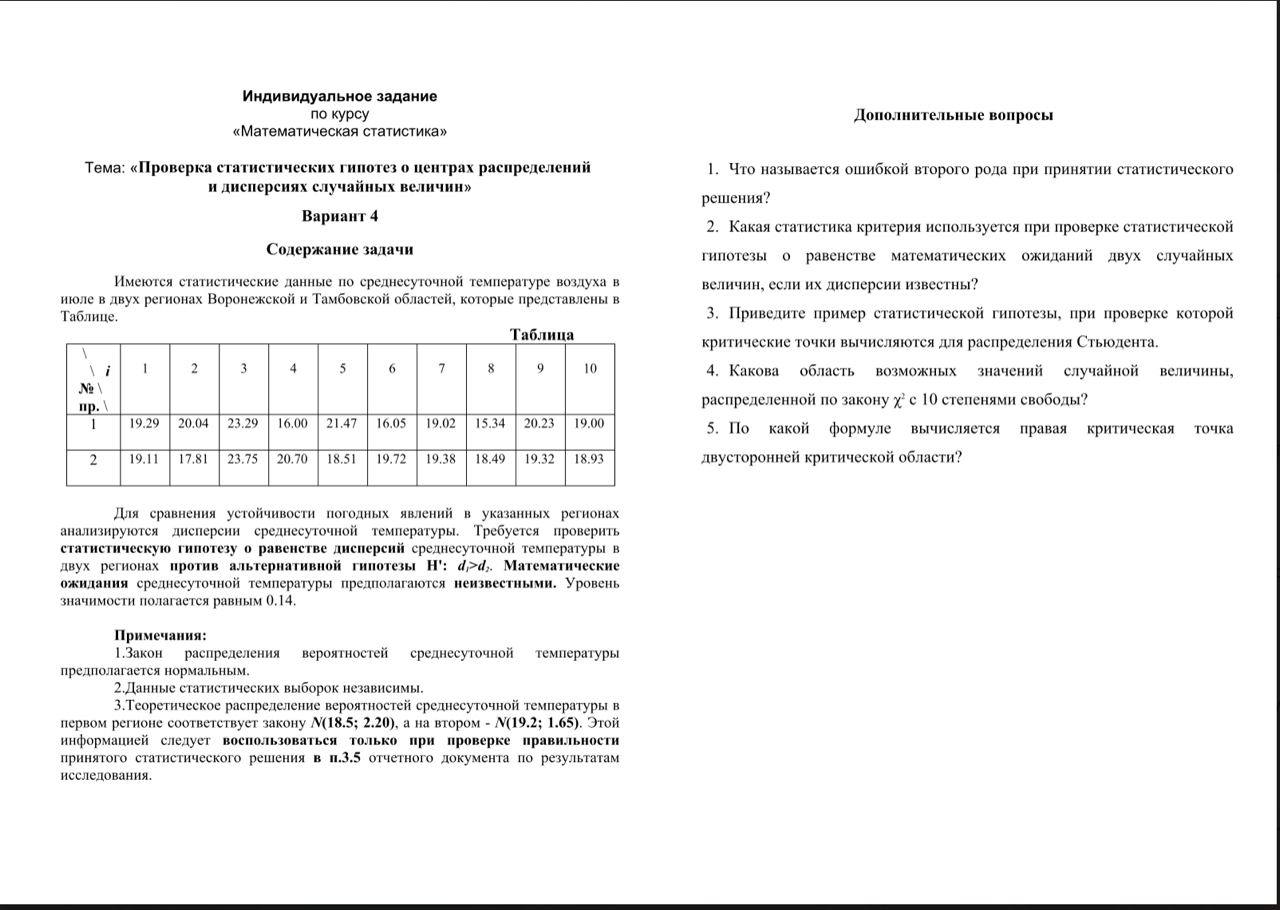 Индивидуальное задание
по курсу
«Математическая статистика»
Тема: «Проверка статистических гипотез о центрах распределений
и дисперсиях случайных величин»
Вариант 4
Содержание задачи
Имеются статистические данные по среднесуточной температуре воздуха в
июле в двух регионах Воронежской и Тамбовской областей, которые представлены в
Таблице.
Таблица
\
\ i
№ \
пр. \
1 2 3 4 5 6 7 8 9 10
1 19.29 20.04 23.29 16.00 21.47 16.05 19.02 15.34 20.23 19.00
2 19.11 17.81 23.75 20.70 18.51 19.72 19.38 18.49 19.32 18.93
Для сравнения устойчивости погодных явлений в указанных регионах
анализируются дисперсии среднесуточной температуры. Требуется проверить
статистическую гипотезу о равенстве дисперсий среднесуточной температуры в
двух регионах против альтернативной гипотезы H': d₁>d₂. Математические
ожидания среднесуточной температуры предполагаются неизвестными. Уровень
значимости полагается равным 0.14.
Примечания:
1.Закон распределения вероятностей среднесуточной температуры
предполагается нормальным.
2.Данные статистических выборок независимы.
3.Теоретическое распределение вероятностей среднесуточной температуры в
первом регионе соответствует закону N(18.5; 2.20), а на втором - N(19.2; 1.65). Этой
информацией следует воспользоваться только при проверке правильности
принятого статистического решения в п.3.5 отчетного документа по результатам
исследования.
Дополнительные вопросы
1. Что называется ошибкой второго рода при принятии статистического
решения?
2. Какая статистика критерия используется при проверке статистической
гипотезы о равенстве математических ожиданий двух случайных
величин, если их дисперсии известны?
3. Приведите пример статистической гипотезы, при проверке которой
критические точки вычисляются для распределения Стьюдента.
4. Какова область возможных значений случайной величины,
распределенной по закону χ² с 10 степенями свободы?
5. По какой формуле вычисляется правая критическая точка
двусторонней критической области?